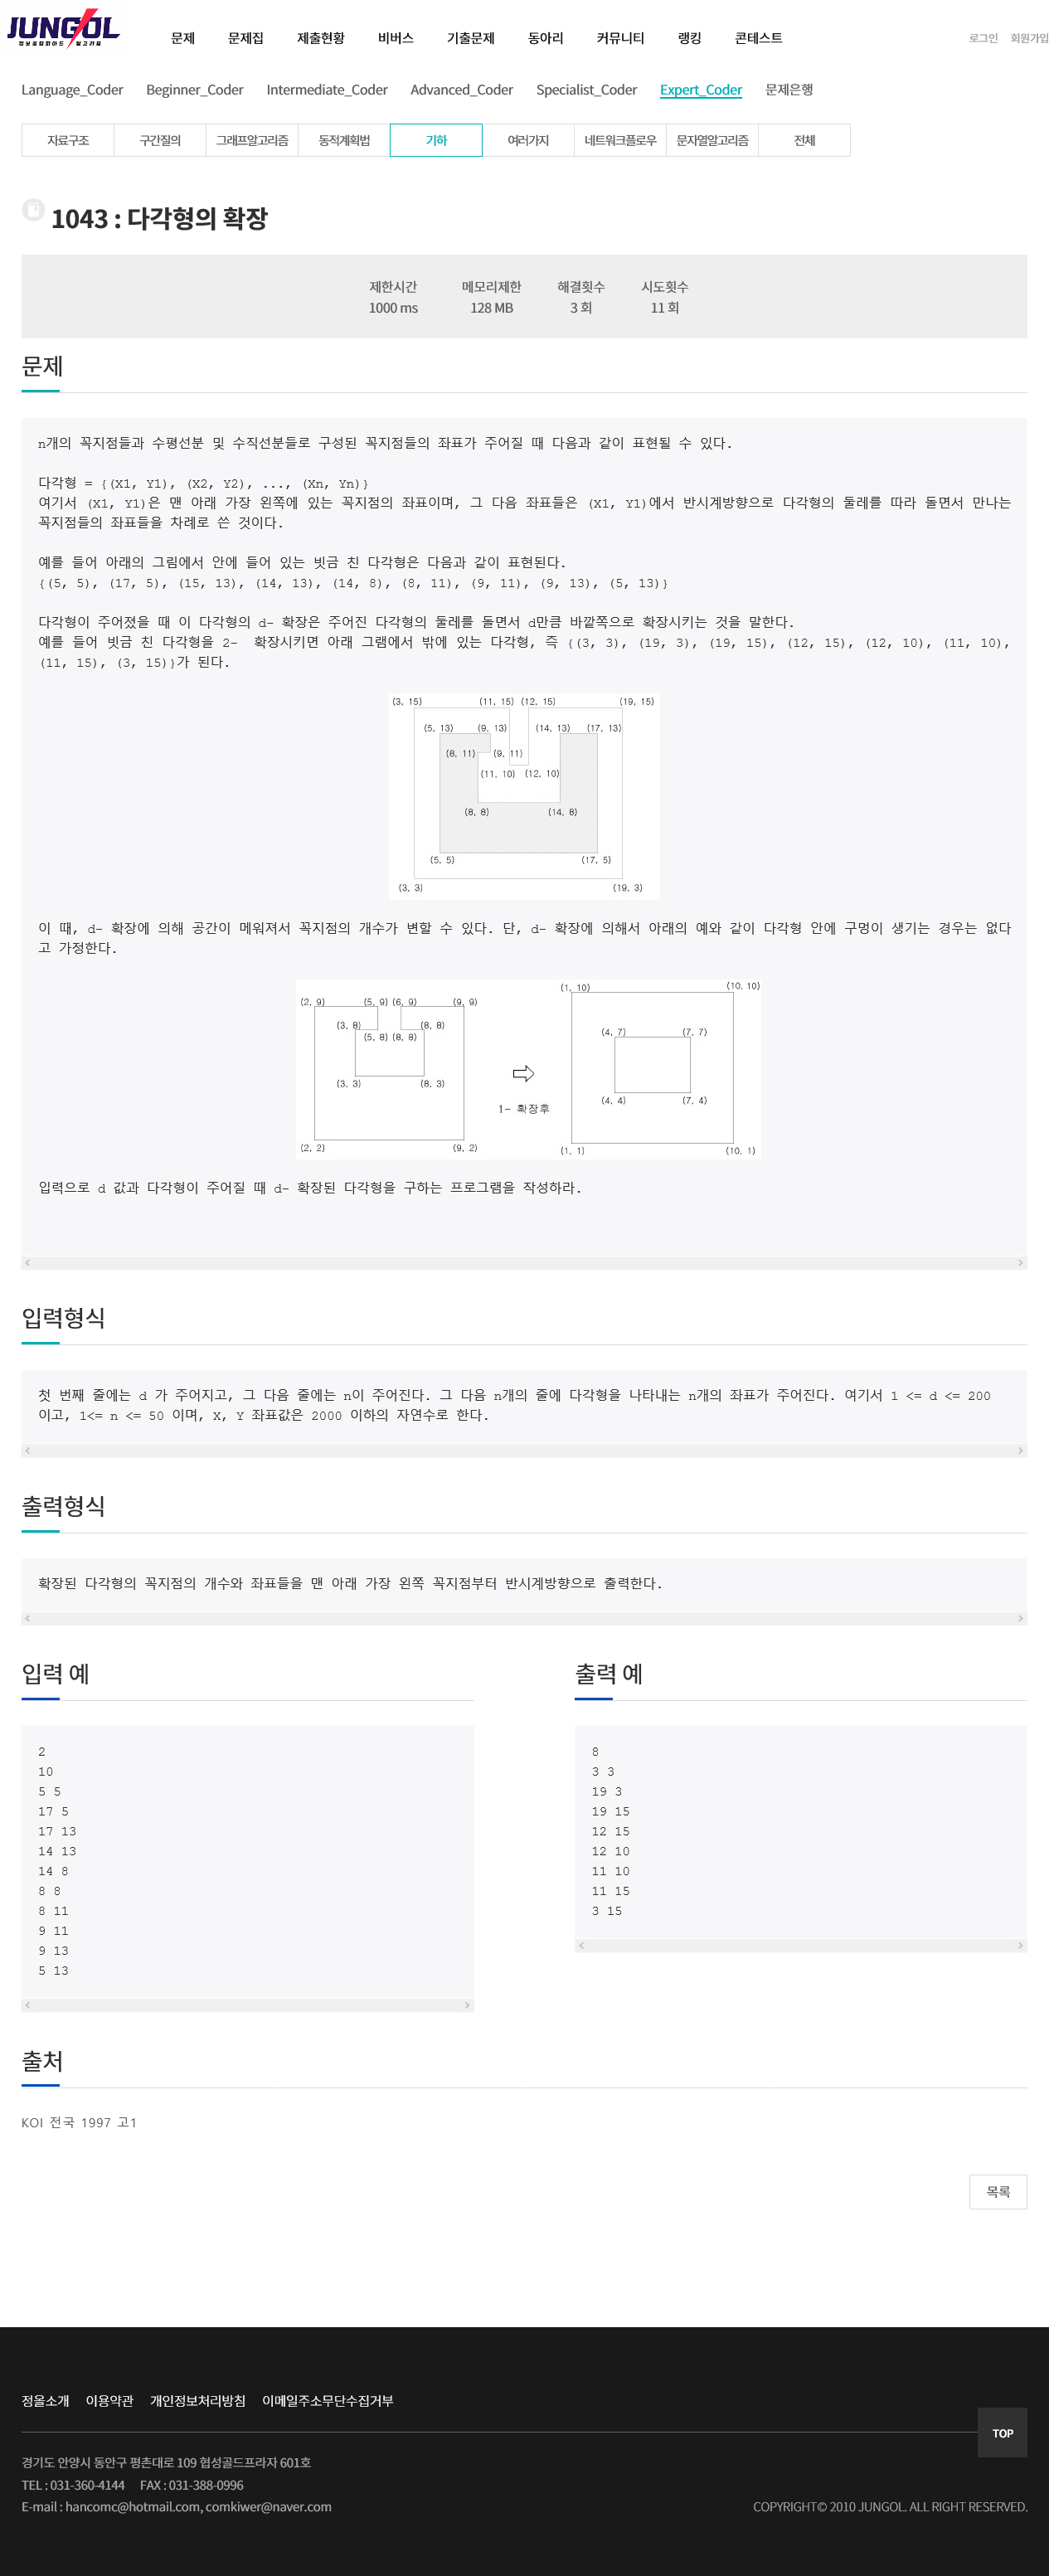 JUNGOL
정보올림피아드 & 알고리즘
문제 문제집 제출현황 비버스 기출문제 동아리 커뮤니티 랭킹 콘테스트 로그인 회원가입
Language_Coder Beginner_Coder Intermediate_Coder Advanced_Coder Specialist_Coder Expert_Coder 문제은행
자료구조 구간질의 그래프알고리즘 동적계획법 기하 여러가지 네트워크플로우 문자열알고리즘 전체
1043 : 다각형의 확장
제한시간 메모리제한 해결횟수 시도횟수
1000 ms 128 MB 3 회 11 회
문제
n개의 꼭지점들과 수평선분 및 수직선분들로 구성된 꼭지점들의 좌표가 주어질 때 다음과 같이 표현될 수 있다.
다각형 = {(X1, Y1), (X2, Y2), ..., (Xn, Yn)}
여기서 (X1, Y1)은 맨 아래 가장 왼쪽에 있는 꼭지점의 좌표이며, 그 다음 좌표들은 (X1, Y1)에서 반시계방향으로 다각형의 둘레를 따라 돌면서 만나는
꼭지점들의 좌표들을 차례로 쓴 것이다.
예를 들어 아래의 그림에서 안에 들어 있는 빗금 친 다각형은 다음과 같이 표현된다.
{(5, 5), (17, 5), (15, 13), (14, 13), (14, 8), (8, 11), (9, 11), (9, 13), (5, 13)}
다각형이 주어졌을 때 이 다각형의 d- 확장은 주어진 다각형의 둘레를 돌면서 d만큼 바깥쪽으로 확장시키는 것을 말한다.
예를 들어 빗금 친 다각형을 2- 확장시키면 아래 그램에서 밖에 있는 다각형, 즉 {(3, 3), (19, 3), (19, 15), (12, 15), (12, 10), (11, 10),
(11, 15), (3, 15)}가 된다.
(3, 15) (11, 15) (12, 15) (19, 15)
(5, 13) (9, 13) (14, 13) (17, 13)
(8, 11) (9, 11)
(11, 10) (12, 10)
(8, 8) (14, 8)
(5, 5) (17, 5)
(3, 3) (19, 3)
이 때, d- 확장에 의해 공간이 메워져서 꼭지점의 개수가 변할 수 있다. 단, d- 확장에 의해서 아래의 예와 같이 다각형 안에 구멍이 생기는 경우는 없다
고 가정한다.
(1, 10) (10, 10)
(2, 9) (5, 9) (6, 9) (9, 9)
(3, 8) (8, 8)
(5, 8) (8, 8) (4, 7) (7, 7)
(3, 3) (8, 3)
(4, 4) (7, 4)
1- 확장후
(2, 2) (9, 2) (1, 1) (10, 1)
입력으로 d 값과 다각형이 주어질 때 d- 확장된 다각형을 구하는 프로그램을 작성하라.
입력형식
첫 번째 줄에는 d 가 주어지고, 그 다음 줄에는 n이 주어진다. 그 다음 n개의 줄에 다각형을 나타내는 n개의 좌표가 주어진다. 여기서 1 <= d <= 200
이고, 1<= n <= 50 이며, X, Y 좌표값은 2000 이하의 자연수로 한다.
출력형식
확장된 다각형의 꼭지점의 개수와 좌표들을 맨 아래 가장 왼쪽 꼭지점부터 반시계방향으로 출력한다.
입력 예
2
10
5 5
17 5
17 13
14 13
14 8
8 8
8 11
9 11
9 13
5 13
출력 예
8
3 3
19 3
19 15
12 15
12 10
11 10
11 15
3 15
출처
KOI 전국 1997 고1
목록
정올소개 이용약관 개인정보처리방침 이메일주소무단수집거부
TOP
경기도 안양시 동안구 평촌대로 109 협성골드프라자 601호
TEL : 031-360-4144 FAX : 031-388-0996
E-mail : hancomc@hotmail.com, comkiwer@naver.com
COPYRIGHT© 2010 JUNGOL. ALL RIGHT RESERVED.